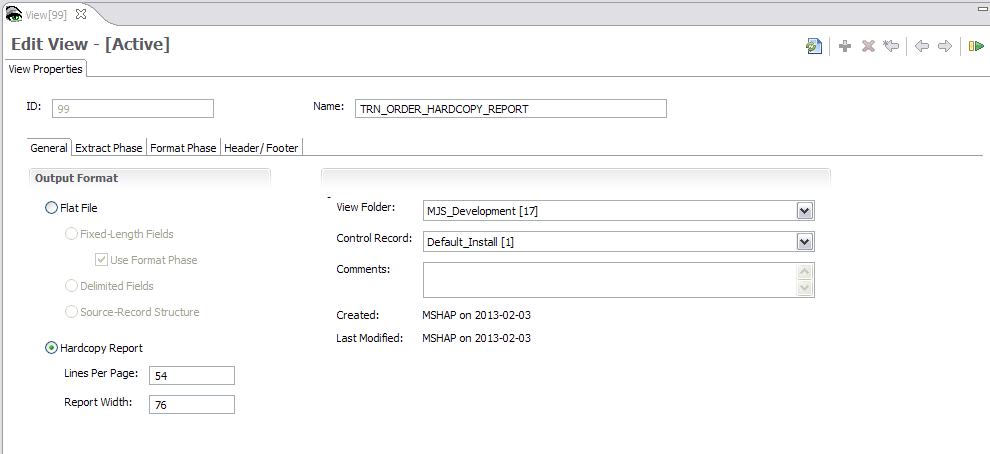 View[99]
Edit View - [Active]
View Properties
ID: 99 Name: TRN_ORDER_HARDCOPY_REPORT
General Extract Phase Format Phase Header/ Footer
Output Format
Flat File
Fixed-Length Fields
Use Format Phase
Delimited Fields
Source-Record Structure
Hardcopy Report
Lines Per Page: 54
Report Width: 76
View Folder: MJS_Development [17]
Control Record: Default_Install [1]
Comments:
Created: MSHAP on 2013-02-03
Last Modified: MSHAP on 2013-02-03